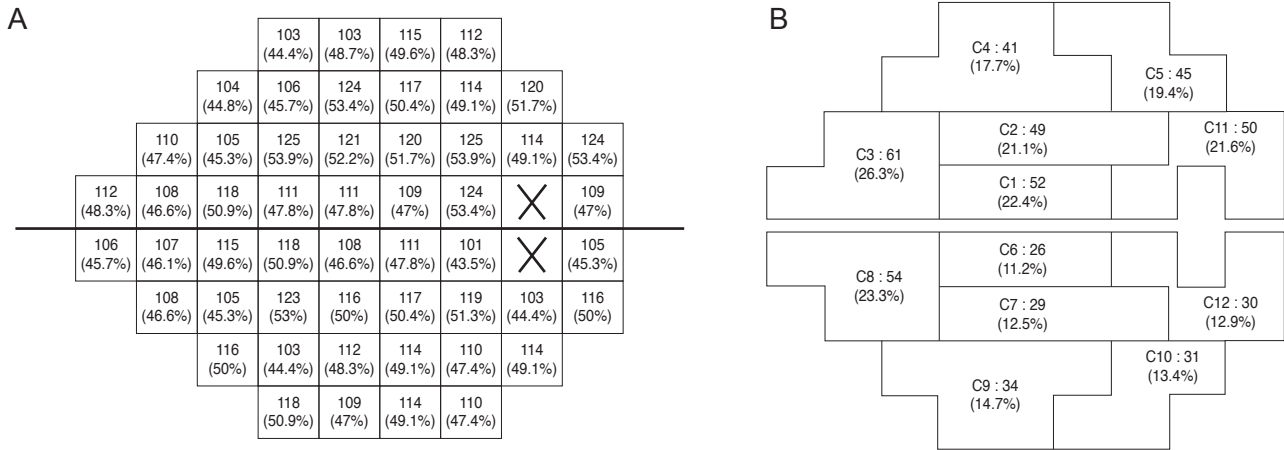 A
103 103 115 112
(44.4%) (48.7%) (49.6%) (48.3%)
104 106 124 117 114 120
(44.8%) (45.7%) (53.4%) (50.4%) (49.1%) (51.7%)
110 105 125 121 120 125 114 124
(47.4%) (45.3%) (53.9%) (52.2%) (51.7%) (53.9%) (49.1%) (53.4%)
112 108 118 111 111 109 124 109
(48.3%) (46.6%) (50.9%) (47.8%) (47.8%) (47%) (53.4%) (47%)
106 107 115 118 108 111 101 105
(45.7%) (46.1%) (49.6%) (50.9%) (46.6%) (47.8%) (43.5%) (45.3%)
108 105 123 116 117 119 103 116
(46.6%) (45.3%) (53%) (50%) (50.4%) (51.3%) (44.4%) (50%)
116 103 112 114 110 114
(50%) (44.4%) (48.3%) (49.1%) (47.4%) (49.1%)
118 109 114 110
(50.9%) (47%) (49.1%) (47.4%)
B
C4 : 41
(17.7%)
C5 : 45
(19.4%)
C2 : 49
(21.1%)
C11 : 50
(21.6%)
C3 : 61
(26.3%)
C1 : 52
(22.4%)
C6 : 26
(11.2%)
C8 : 54
(23.3%)
C7 : 29
(12.5%)
C12 : 30
(12.9%)
C10 : 31
(13.4%)
C9 : 34
(14.7%)